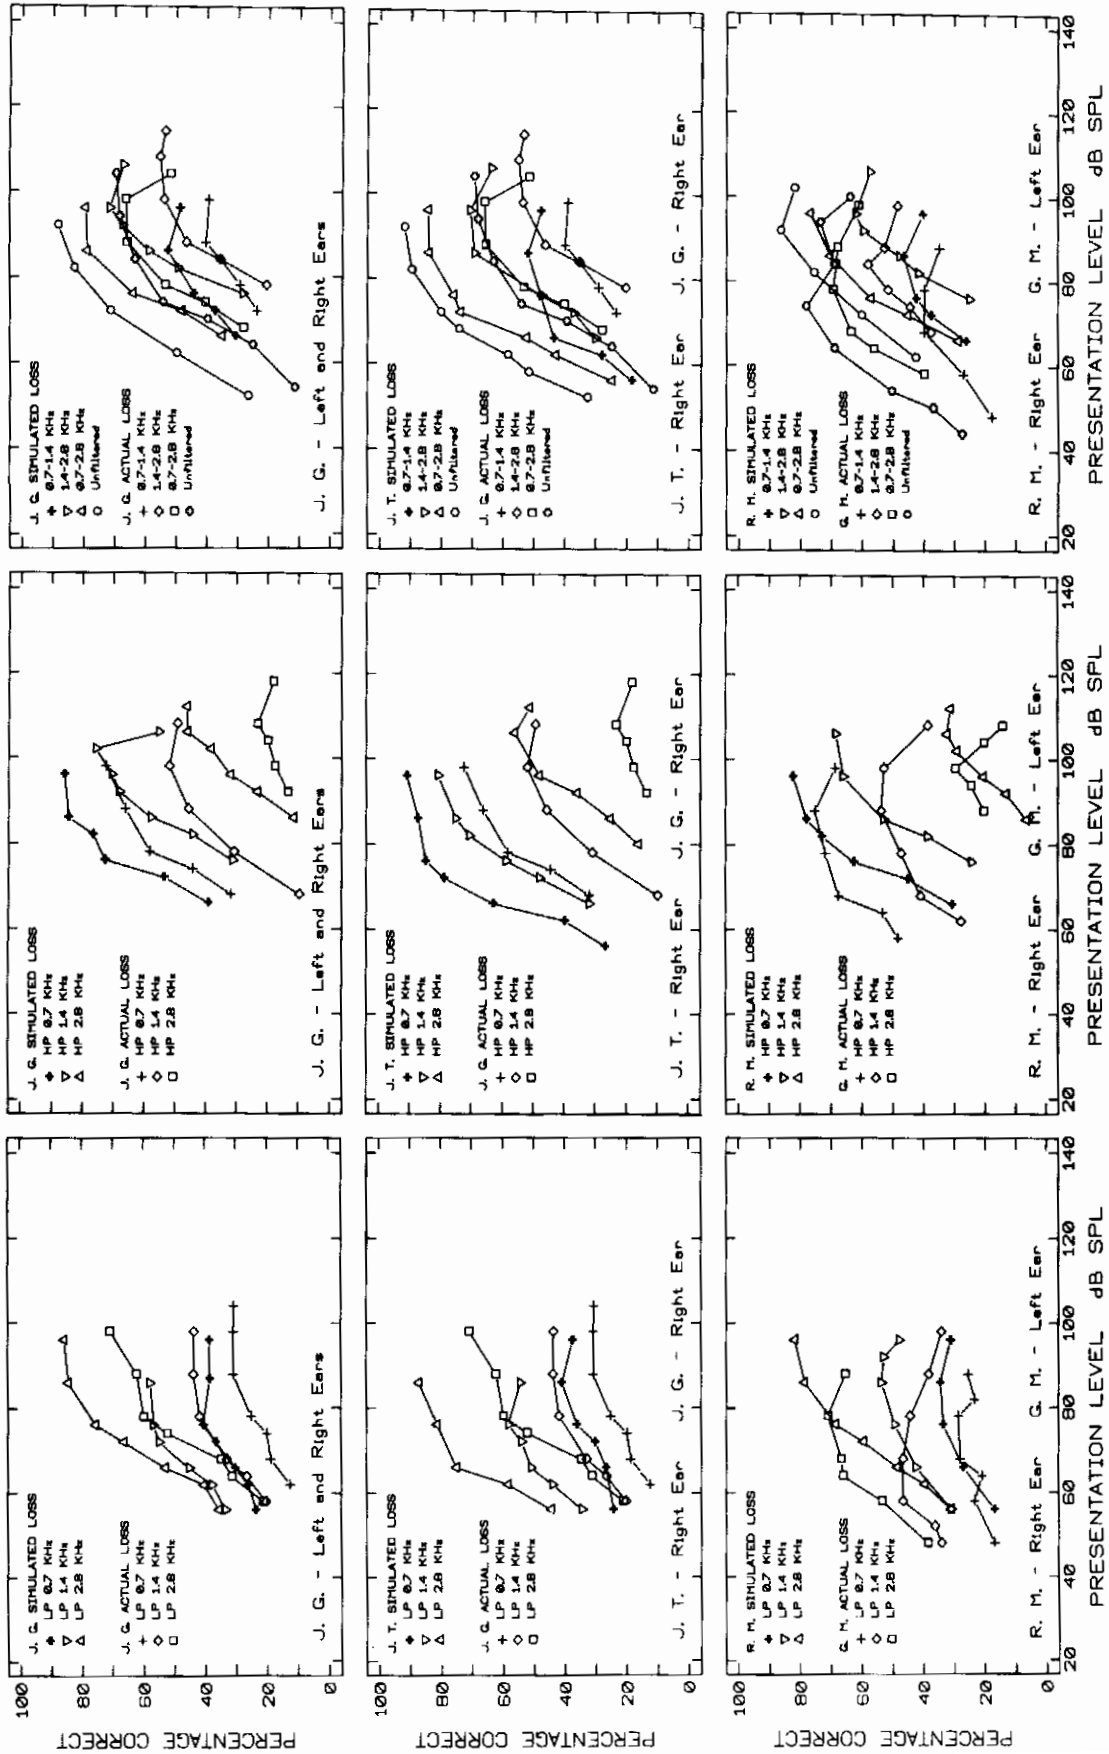 PERCENTAGE CORRECT
100
80
60
40
20
0
J. G. SIMULATED LOSS
LP 0.7 KHz
LP 1.4 KHz
LP 2.8 KHz
J. G. ACTUAL LOSS
LP 0.7 KHz
LP 1.4 KHz
LP 2.8 KHz
J. G. - Left and Right Ears
J. G. SIMULATED LOSS
HP 0.7 KHz
HP 1.4 KHz
HP 2.8 KHz
J. G. ACTUAL LOSS
HP 0.7 KHz
HP 1.4 KHz
HP 2.8 KHz
J. G. - Left and Right Ears
J. G. SIMULATED LOSS
0.7-1.4 KHz
1.4-2.8 KHz
0.7-2.8 KHz
Unfiltered
J. G. ACTUAL LOSS
0.7-1.4 KHz
1.4-2.8 KHz
0.7-2.8 KHz
Unfiltered
J. G. - Left and Right Ears
PERCENTAGE CORRECT
100
80
60
40
20
J. T. SIMULATED LOSS
LP 0.7 KHz
LP 1.4 KHz
LP 2.8 KHz
J. G. ACTUAL LOSS
LP 0.7 KHz
LP 1.4 KHz
LP 2.8 KHz
J. T. - Right Ear J. G. - Right Ear
J. T. SIMULATED LOSS
HP 0.7 KHz
HP 1.4 KHz
HP 2.8 KHz
J. G. ACTUAL LOSS
HP 0.7 KHz
HP 1.4 KHz
HP 2.8 KHz
J. T. - Right Ear J. G. - Right Ear
J. T. SIMULATED LOSS
0.7-1.4 KHz
1.4-2.8 KHz
0.7-2.8 KHz
Unfiltered
J. G. ACTUAL LOSS
0.7-1.4 KHz
1.4-2.8 KHz
0.7-2.8 KHz
Unfiltered
J. T. - Right Ear J. G. - Right Ear
PERCENTAGE CORRECT
100
80
60
40
20
0
R. M. SIMULATED LOSS
LP 0.7 KHz
LP 1.4 KHz
LP 2.8 KHz
G. M. ACTUAL LOSS
LP 0.7 KHz
LP 1.4 KHz
LP 2.8 KHz
R. M. - Right Ear G. M. - Left Ear
20 40 60 80 100 120 140
PRESENTATION LEVEL dB SPL
R. M. SIMULATED LOSS
HP 0.7 KHz
HP 1.4 KHz
HP 2.8 KHz
G. M. ACTUAL LOSS
HP 0.7 KHz
HP 1.4 KHz
HP 2.8 KHz
R. M. - Right Ear G. M. - Left Ear
20 40 60 80 100 120 140
PRESENTATION LEVEL dB SPL
R. M. SIMULATED LOSS
0.7-1.4 KHz
1.4-2.8 KHz
0.7-2.8 KHz
Unfiltered
G. M. ACTUAL LOSS
0.7-1.4 KHz
1.4-2.8 KHz
0.7-2.8 KHz
Unfiltered
R. M. - Right Ear G. M. - Left Ear
20 40 60 80 100 120 140
PRESENTATION LEVEL dB SPL